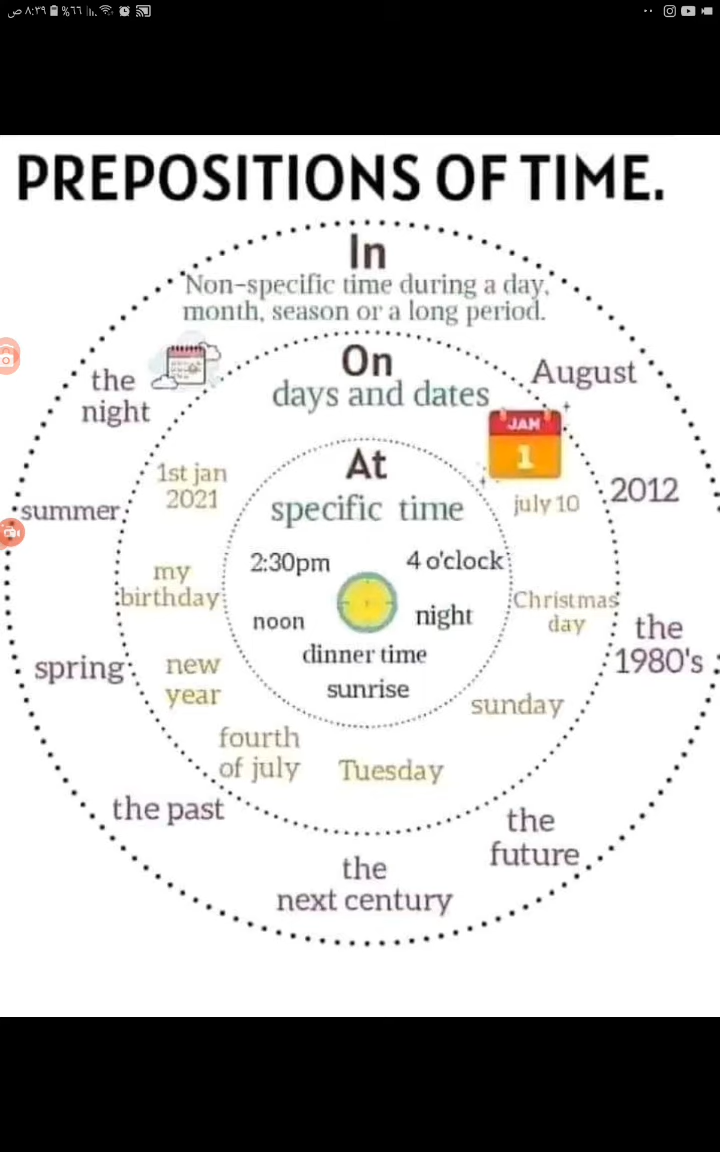 ص ٨:٣٩ %٦٦
PREPOSITIONS OF TIME.
In
Non-specific time during a day,
month, season or a long period.
On
days and dates
the
night
August
JAN
1
At
specific time
1st jan
2021
july 10
2012
summer
2:30pm
4 o'clock
my
birthday
noon
night
Christmas
day
the
1980's
dinner time
sunrise
spring
new
year
sunday
fourth
of july
Tuesday
the past
the
future
the
next century